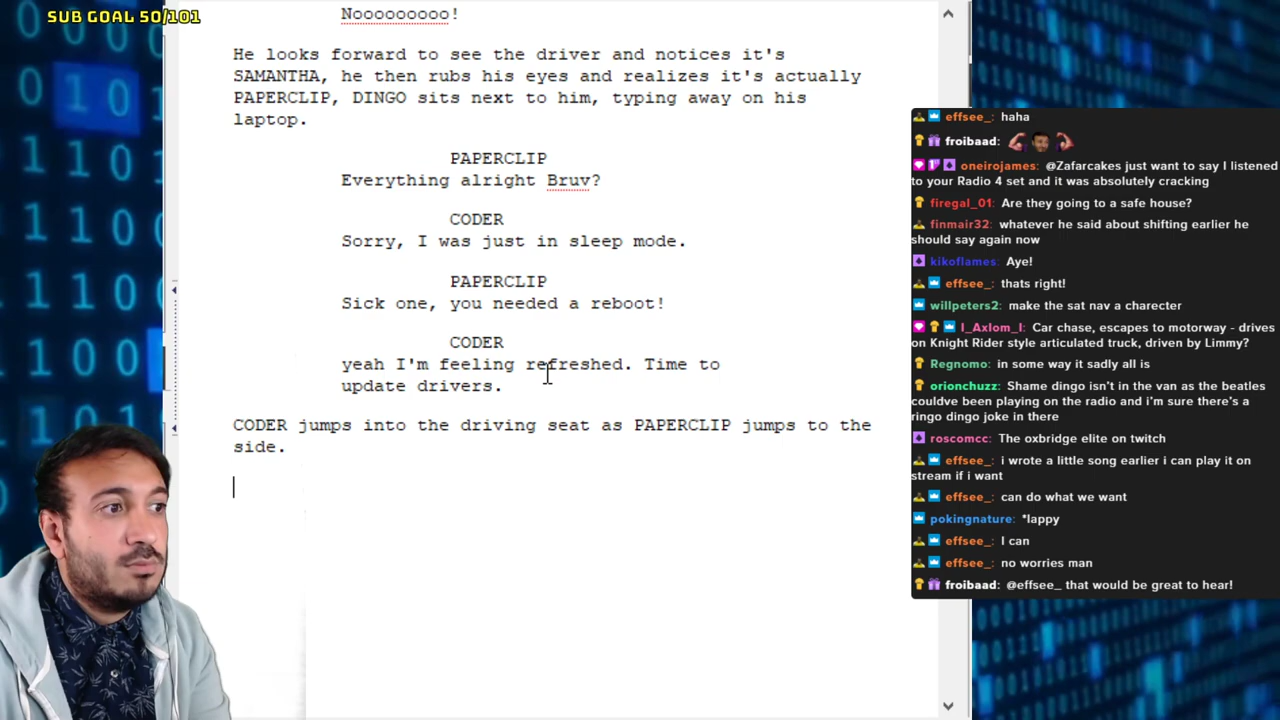 SUB GOAL 50/101
Nooooooooo!
He looks forward to see the driver and notices it's
SAMANTHA, he then rubs his eyes and realizes it's actually
PAPERCLIP, DINGO sits next to him, typing away on his
laptop.
PAPERCLIP
Everything alright Bruv?
CODER
Sorry, I was just in sleep mode.
PAPERCLIP
Sick one, you needed a reboot!
CODER
yeah I'm feeling refreshed. Time to
update drivers.
CODER jumps into the driving seat as PAPERCLIP jumps to the
side.
effsee_: haha
froibaad:
oneirojames: @Zafarcakes just want to say I listened
to your Radio 4 set and it was absolutely cracking
firegal_01: Are they going to a safe house?
finmair32: whatever he said about shifting earlier he
should say again now
kikoflames: Aye!
effsee_: thats right!
willpeters2: make the sat nav a charecter
I_AxIom_I: Car chase, escapes to motorway - drives
on Knight Rider style articulated truck, driven by Limmy?
Regnomo: in some way it sadly all is
orionchuzz: Shame dingo isn't in the van as the beatles
couldve been playing on the radio and i'm sure there's a
ringo dingo joke in there
roscomcc: The oxbridge elite on twitch
effsee_: i wrote a little song earlier i can play it on
stream if i want
effsee_: can do what we want
pokingnature: *lappy
effsee_: I can
effsee_: no worries man
froibaad: @effsee_ that would be great to hear!